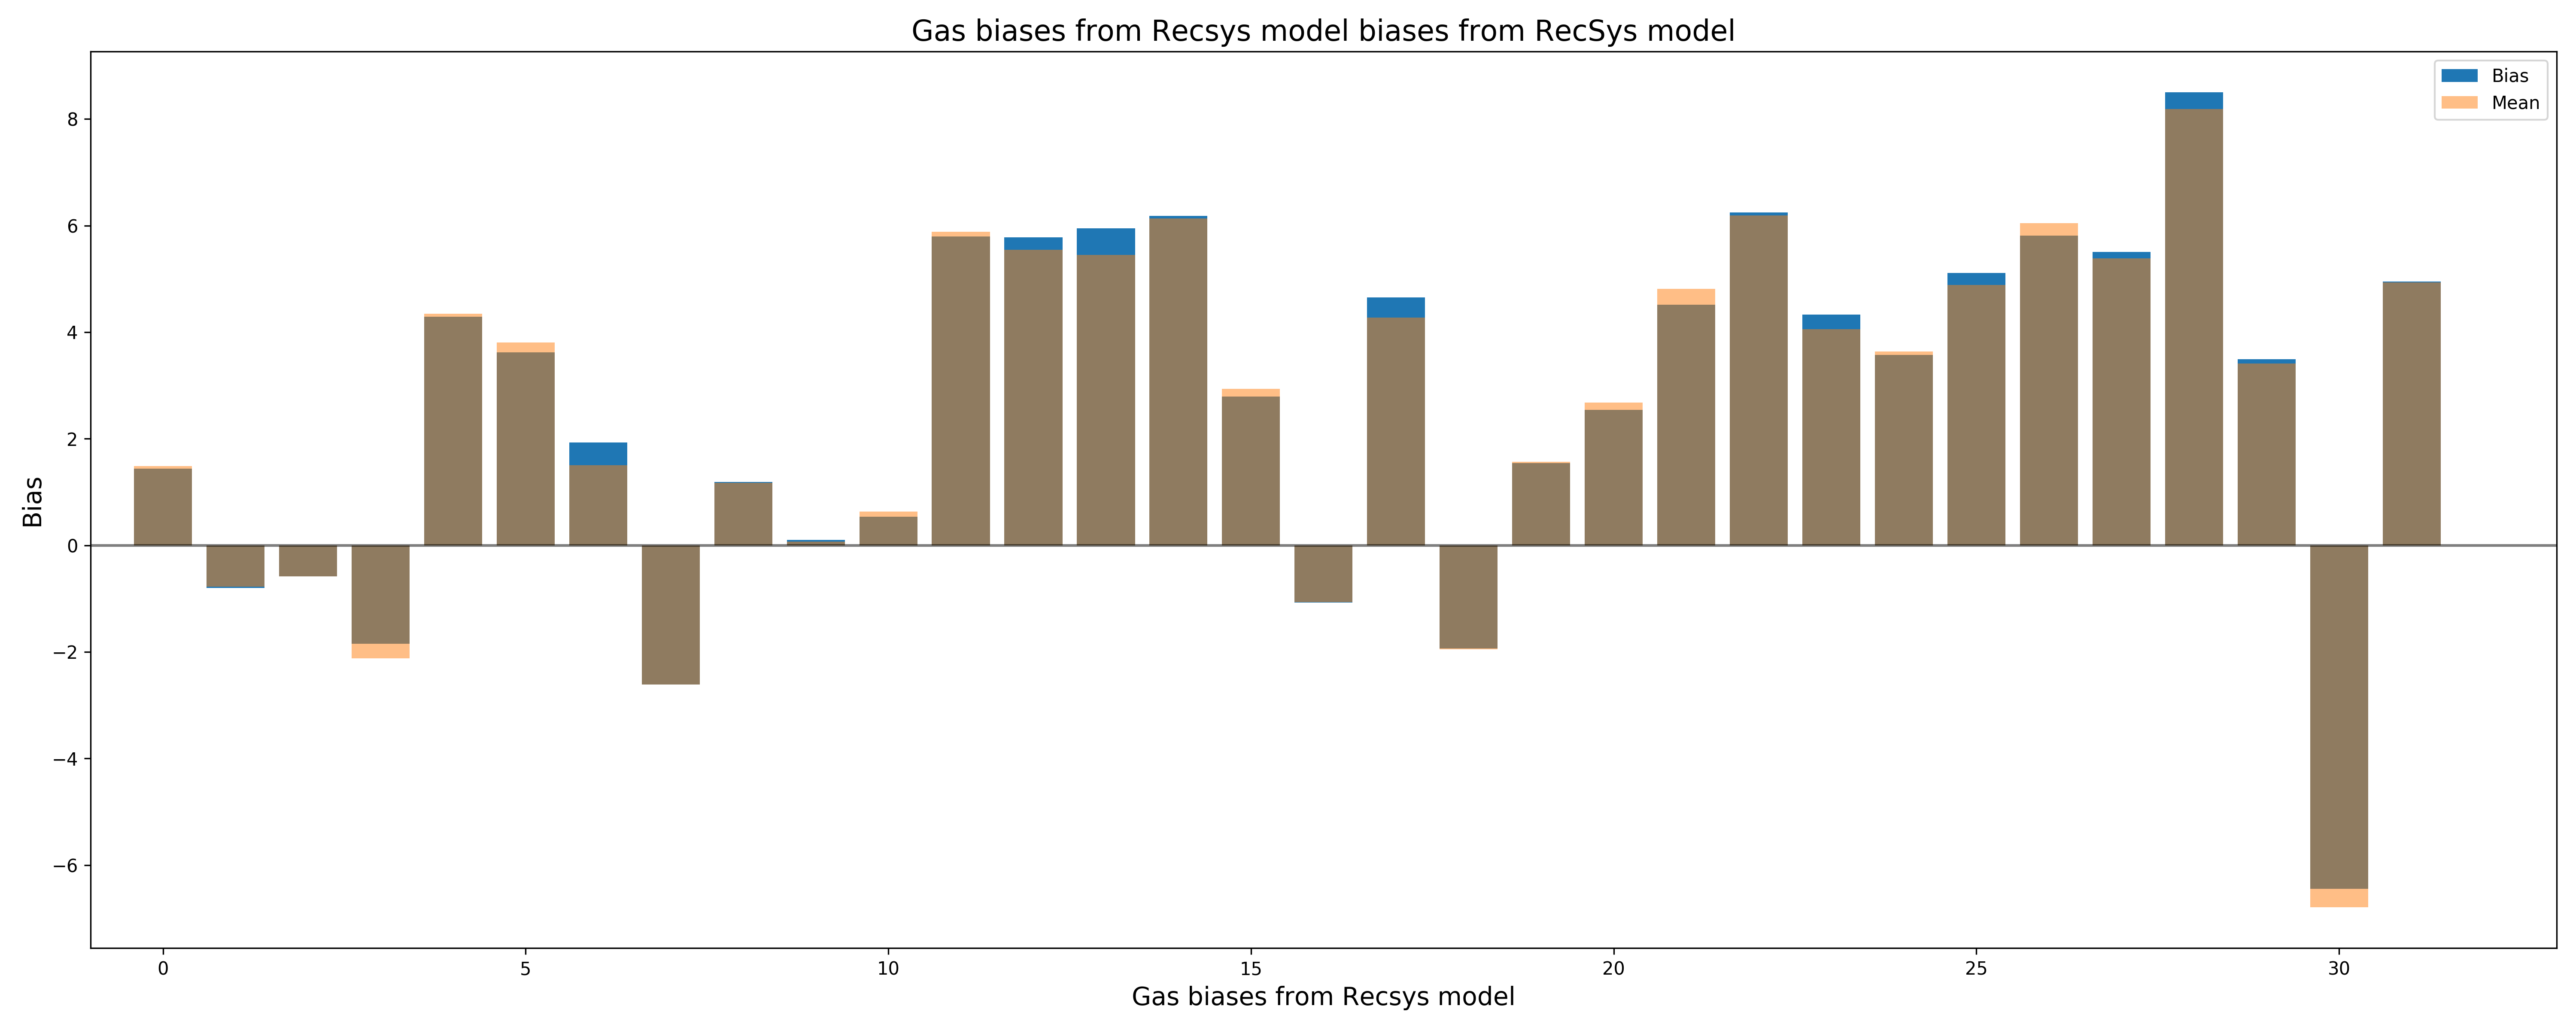 Gas biases from Recsys model biases from RecSys model
Bias
Mean
8
6
4
2
0
−2
−4
−6
Bias
0 5 10 15 20 25 30
Gas biases from Recsys model